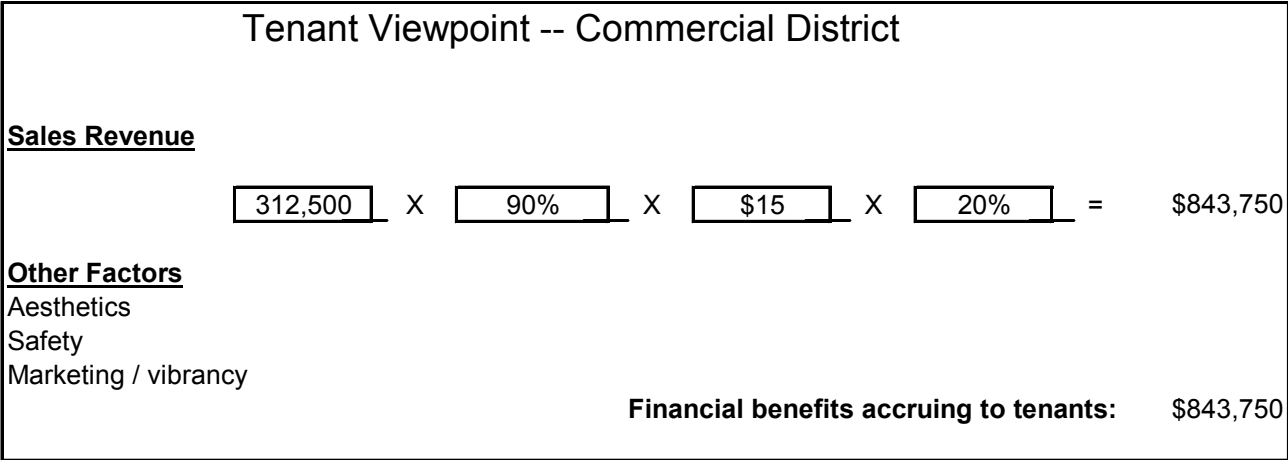 Tenant Viewpoint -- Commercial District
Sales Revenue
312,500 X 90% X $15 X 20% = $843,750
Other Factors
Aesthetics
Safety
Marketing / vibrancy
Financial benefits accruing to tenants: $843,750